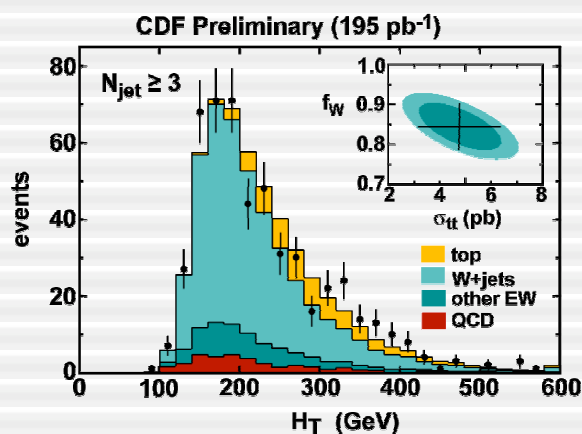 CDF Preliminary (195 pb-1)
Njet ≥ 3
events
80
60
40
20
0
0 100 200 300 400 500 600
HT (GeV)
fW
1.0
0.9
0.8
0.7
2 4 6 8
σtt (pb)
top
W+jets
other EW
QCD